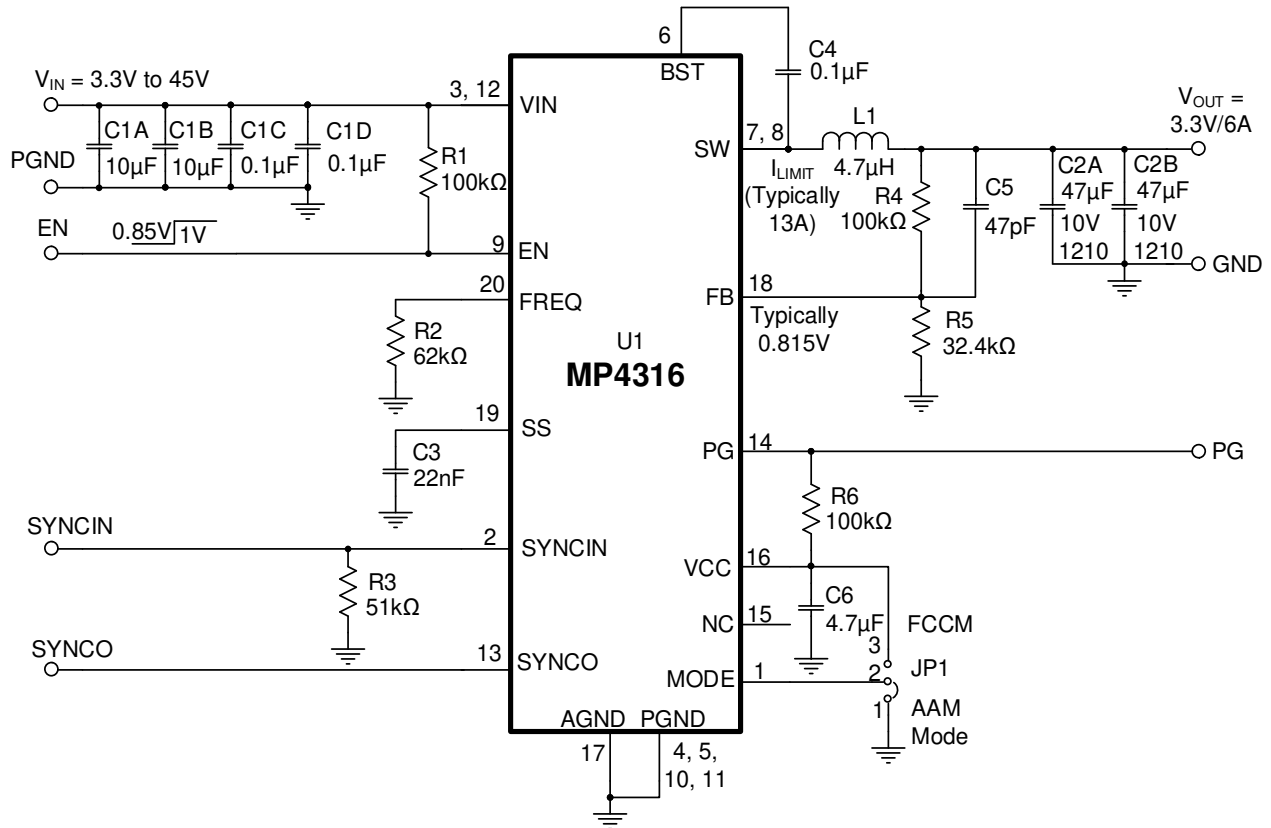 V_IN = 3.3V to 45V
C1A
10µF
C1B
10µF
C1C
0.1µF
C1D
0.1µF
PGND
R1
100kΩ
EN
0.85V 1V
3, 12
VIN
9
EN
20
FREQ
R2
62kΩ
19
SS
C3
22nF
SYNCIN
2
SYNCIN
R3
51kΩ
SYNCO
13
SYNCO
U1
MP4316
AGND
PGND
17
4, 5,
10, 11
6
BST
C4
0.1µF
7, 8
SW
L1
4.7µH
I_LIMIT
(Typically
13A)
R4
100kΩ
C5
47pF
C2A
47µF
10V
1210
C2B
47µF
10V
1210
V_OUT =
3.3V/6A
GND
18
FB
Typically
0.815V
R5
32.4kΩ
PG
14
PG
R6
100kΩ
VCC
16
C6
4.7µF
NC
15
MODE
1
FCCM
3
2
1
JP1
AAM
Mode